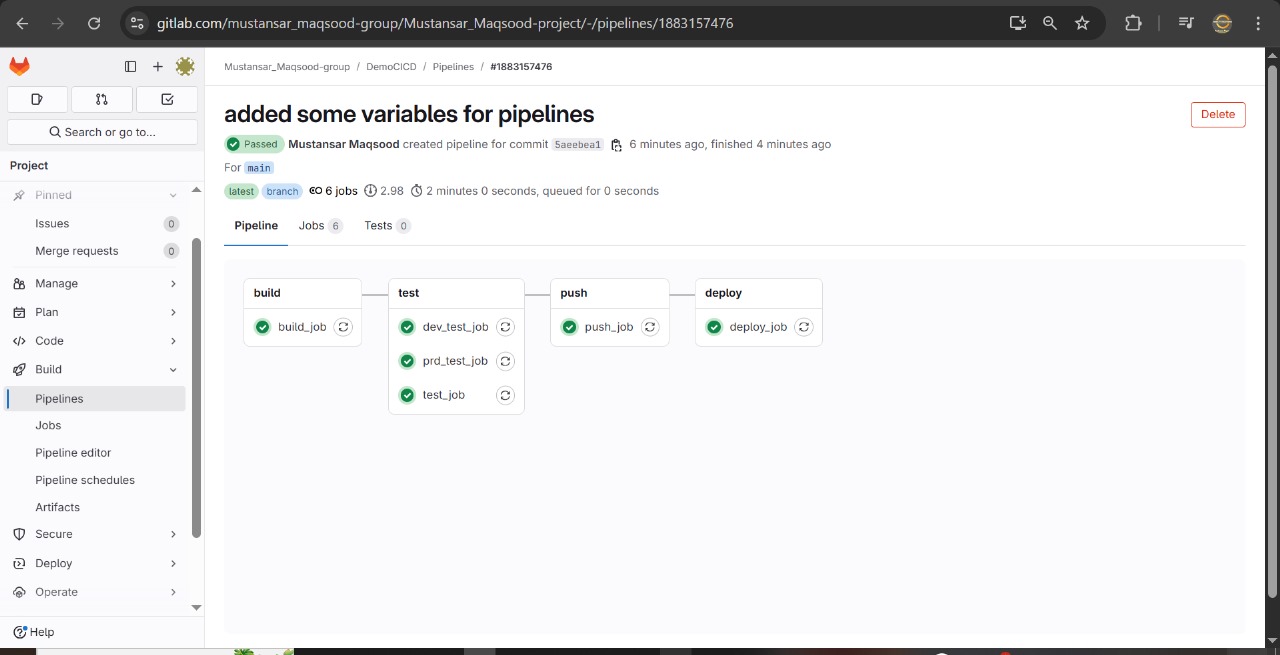 gitlab.com/mustansar_maqsood-group/Mustansar_Maqsood-project/-/pipelines/1883157476
Mustansar_Maqsood-group / DemoCICD / Pipelines / #1883157476
Search or go to...
Project
Pinned
Issues 0
Merge requests 0
Manage
Plan
Code
Build
Pipelines
Jobs
Pipeline editor
Pipeline schedules
Artifacts
Secure
Deploy
Operate
Help
added some variables for pipelines
Delete
Passed Mustansar Maqsood created pipeline for commit 5aeebea1 6 minutes ago, finished 4 minutes ago
For main
latest branch 6 jobs 2.98 2 minutes 0 seconds, queued for 0 seconds
Pipeline Jobs 6 Tests 0
build
build_job
test
dev_test_job
prd_test_job
test_job
push
push_job
deploy
deploy_job